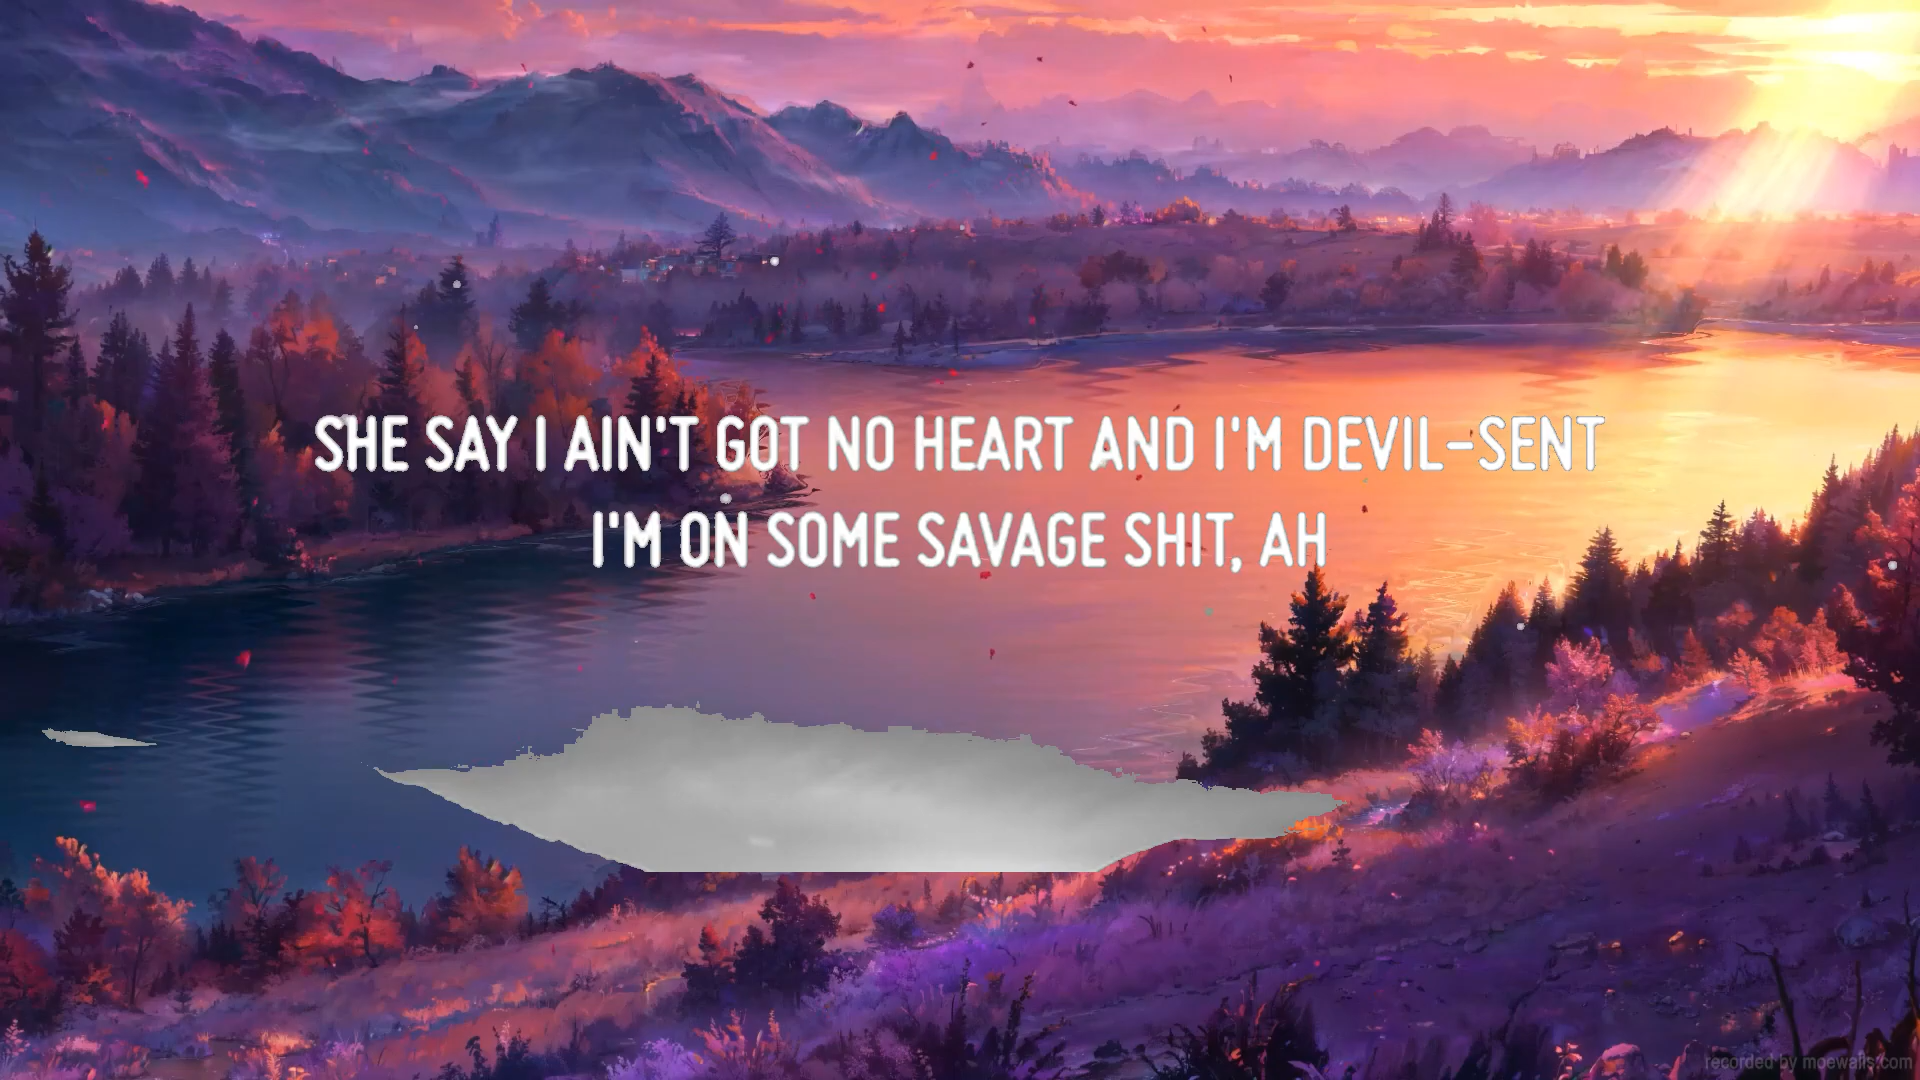 SHE SAY I AIN'T GOT NO HEART AND I'M DEVIL-SENT
I'M ON SOME SAVAGE SHIT, AH
recorded by moewalls.com